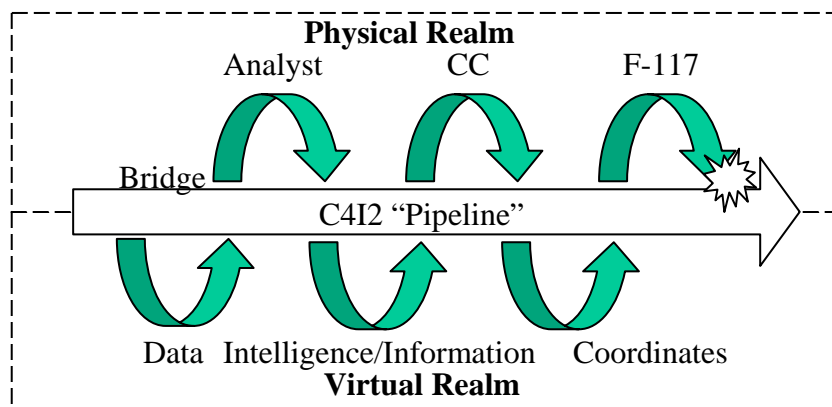 Physical Realm
Analyst CC F-117
Bridge
C4I2 “Pipeline”
Data Intelligence/Information Coordinates
Virtual Realm